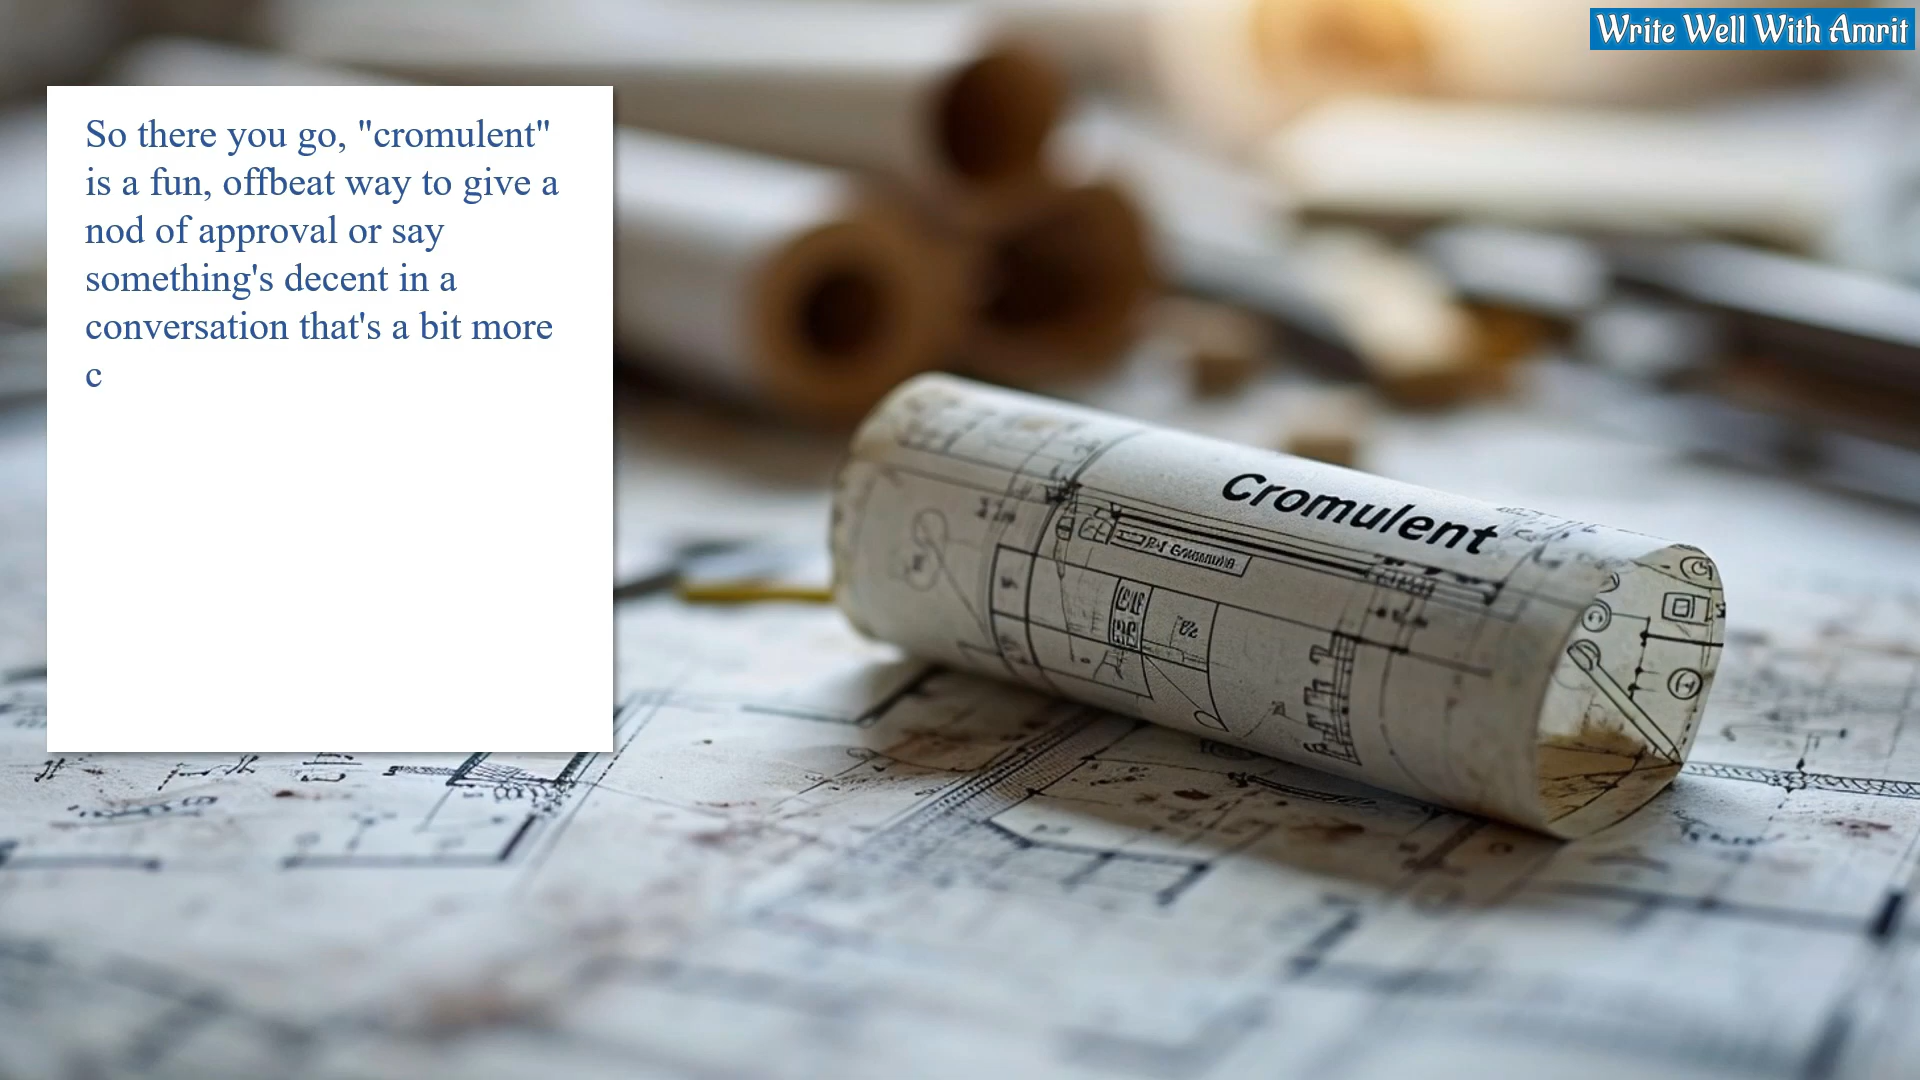 Write Well With Amrit
So there you go, "cromulent"
is a fun, offbeat way to give a
nod of approval or say
something's decent in a
conversation that's a bit more
c
Cromulent